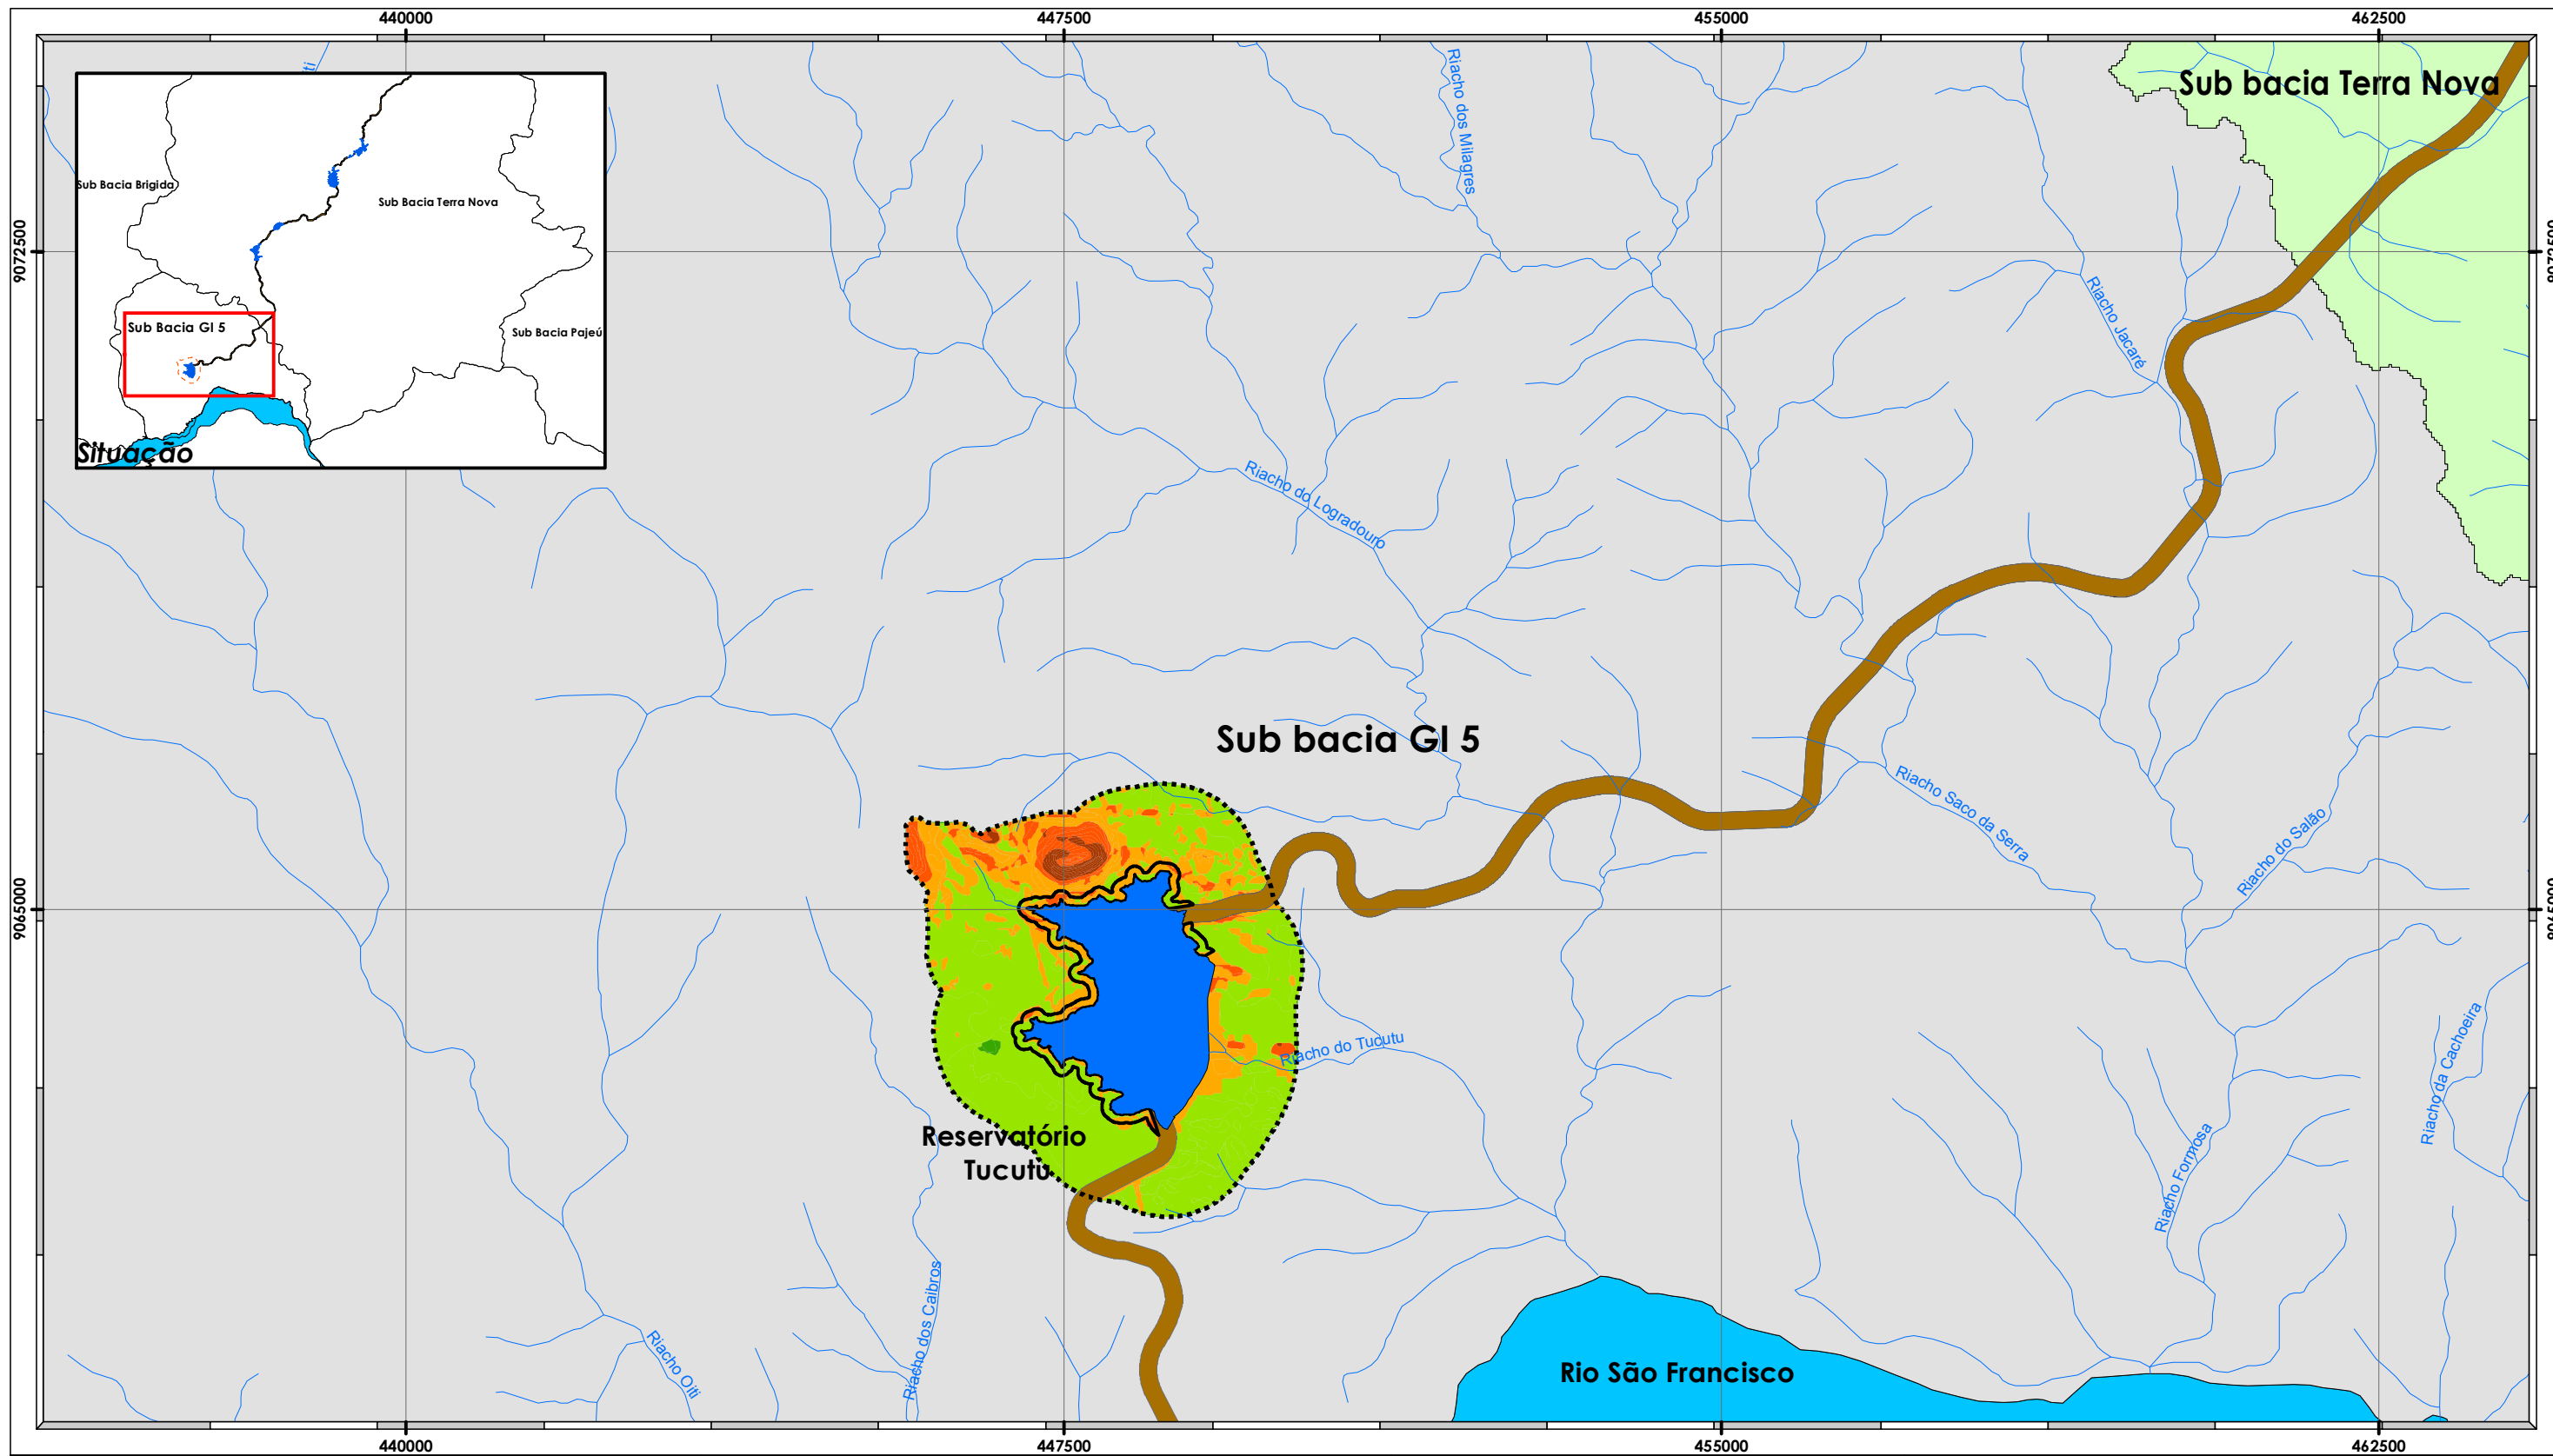 440000
447500
455000
462500
Sub bacia Terra Nova
Riacho dos Milagres
ti
Sub Bacia Brigida
Sub Bacia Terra Nova
Sub Bacia GI 5
Sub Bacia Pajeú
Situação
9072500
9072500
Riacho Jacaré
Riacho do Logradouro
Sub bacia GI 5
Riacho Saco da Serra
Riacho do Salão
9065000
9065000
Riacho do Tucutu
Riacho da Cachoeira
Reservatório
Tucutu
Riacho Formosa
Riacho dos Caibros
Riacho Oiti
Rio São Francisco
440000
447500
455000
462500